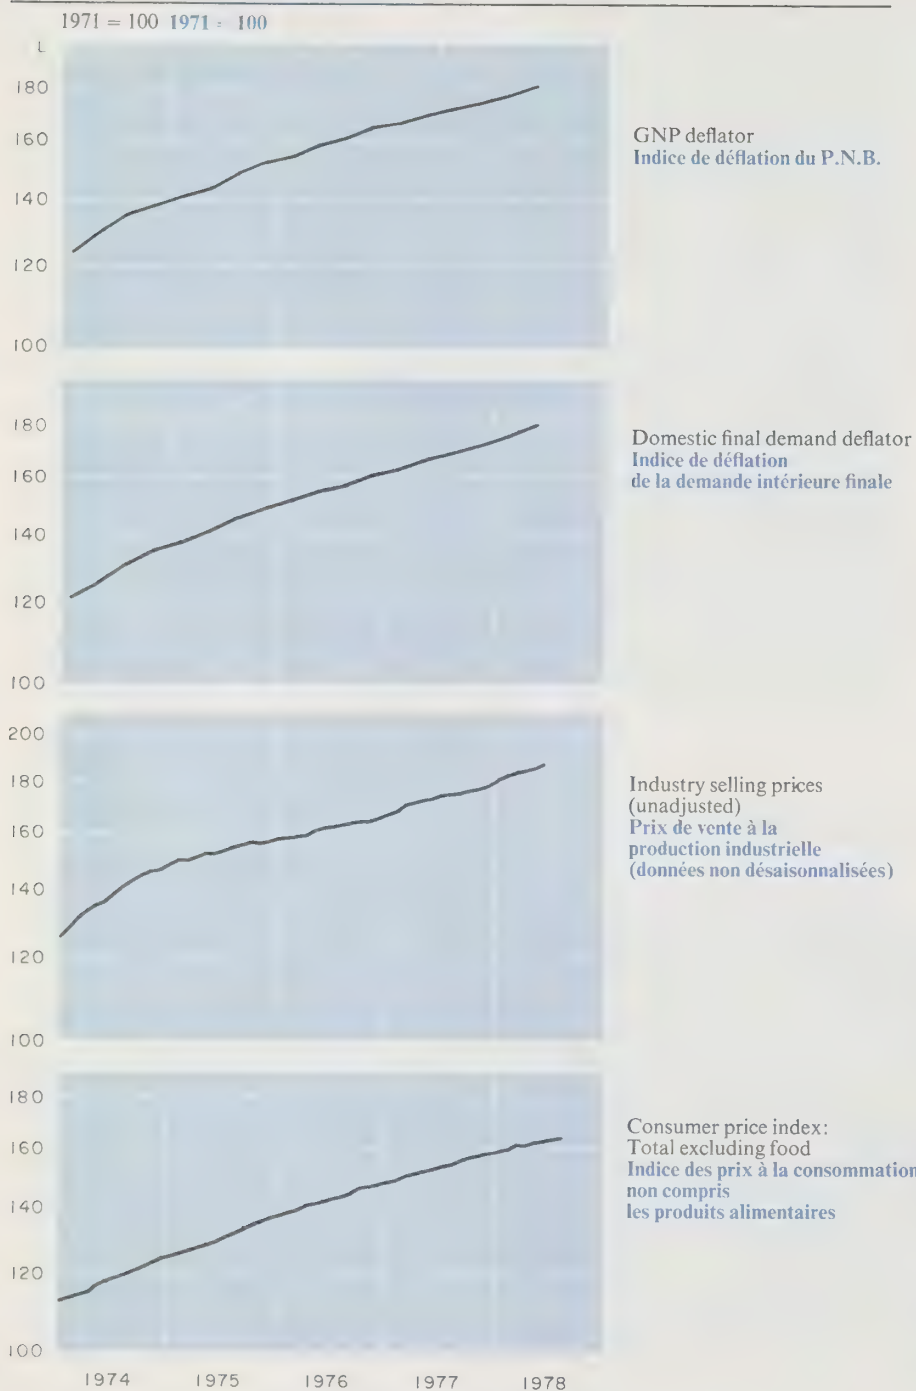 1971 = 100 1971 = 100
L
180
160
140
120
100
GNP deflator
Indice de déflation du P.N.B.
180
160
140
120
100
Domestic final demand deflator
Indice de déflation
de la demande intérieure finale
200
180
160
140
120
100
Industry selling prices
(unadjusted)
Prix de vente à la
production industrielle
(données non désaisonnalisées)
180
160
140
120
100
Consumer price index:
Total excluding food
Indice des prix à la consommation
non compris
les produits alimentaires
1974 1975 1976 1977 1978